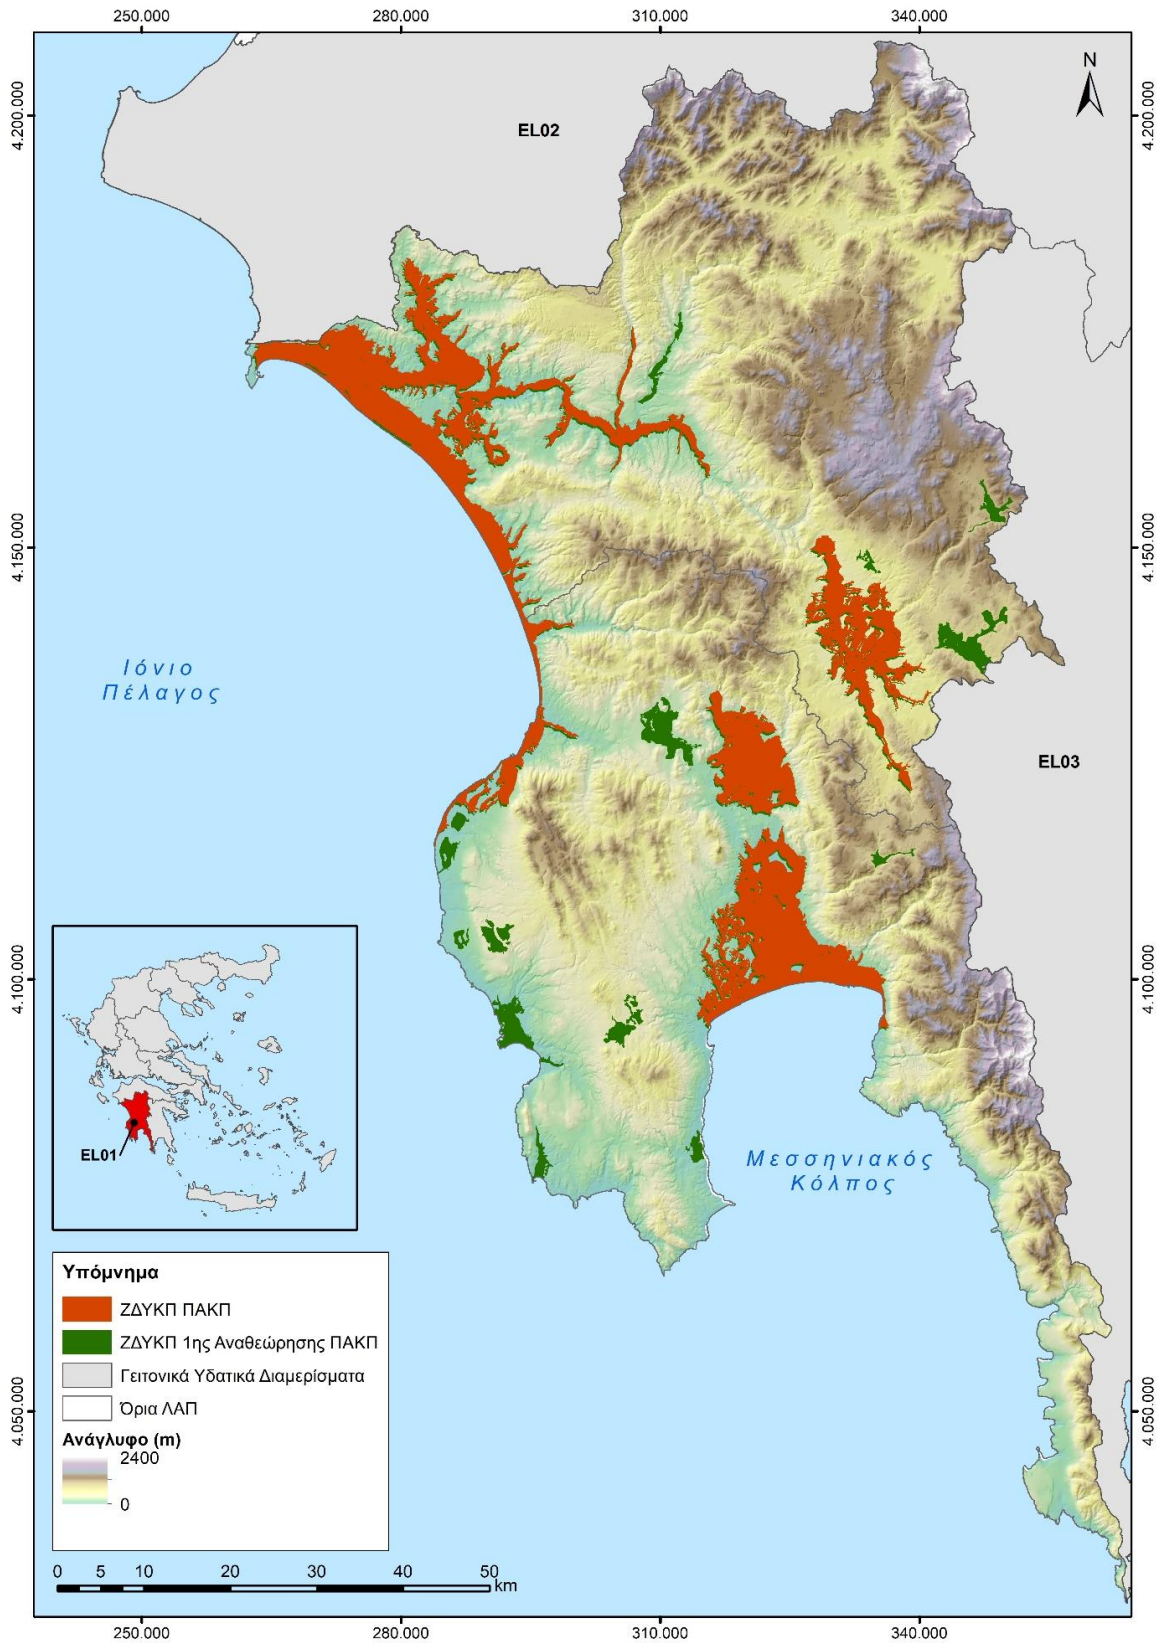 250.000
280.000
310.000
340.000
N
4.200.000
4.200.000
EL02
4.150.000
4.150.000
Ιόνιο
Πέλαγος
EL03
4.100.000
4.100.000
EL01
Μεσσηνιακός
Κόλπος
Υπόμνημα
ΖΔΥΚΠ ΠΑΚΠ
ΖΔΥΚΠ 1ης Αναθεώρησης ΠΑΚΠ
Γειτονικά Υδατικά Διαμερίσματα
Όρια ΛΑΠ
Ανάγλυφο (m)
2400
0
4.050.000
4.050.000
0 5 10 20 30 40 50
km
250.000
280.000
310.000
340.000